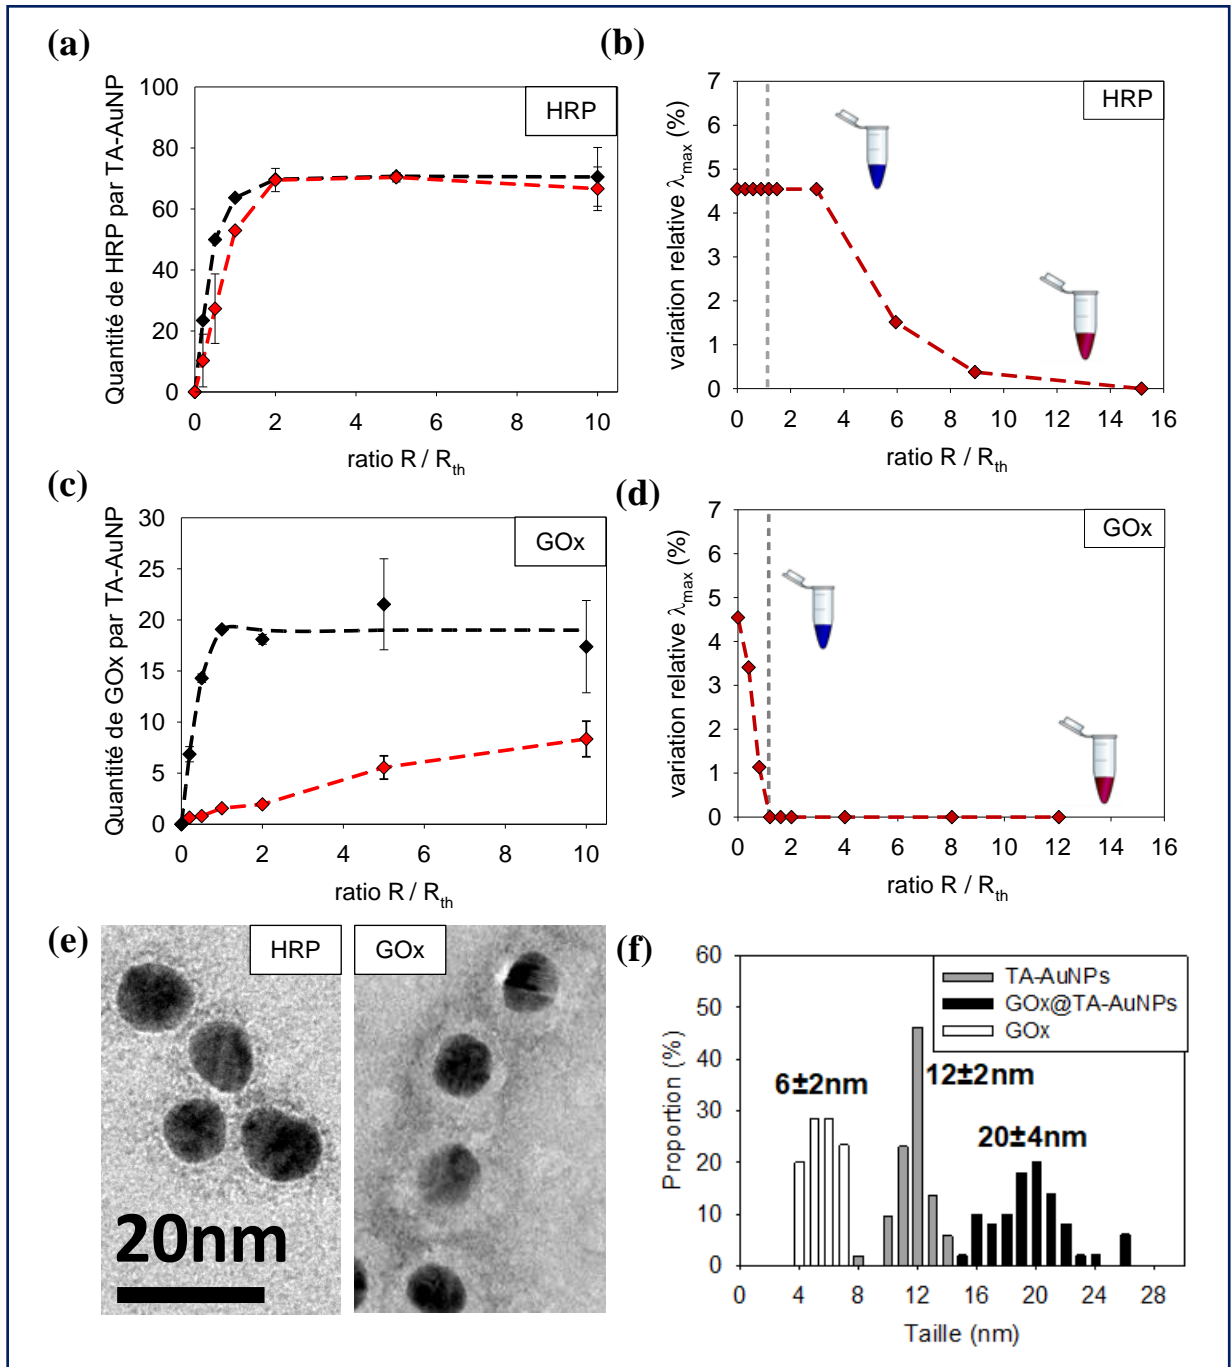 (a)
100
80
60
40
20
0
0 2 4 6 8 10
Quantité de HRP par TA-AuNP
ratio R / Rth
HRP
(b)
7
6
5
4
3
2
1
0
0 2 4 6 8 10 12 14 16
variation relative λmax (%)
ratio R / Rth
HRP
(c)
30
25
20
15
10
5
0
0 2 4 6 8 10
Quantité de GOx par TA-AuNP
ratio R / Rth
GOx
(d)
7
6
5
4
3
2
1
0
0 2 4 6 8 10 12 14 16
variation relative λmax (%)
ratio R / Rth
GOx
(e)
HRP
GOx
20nm
(f)
60
50
40
30
20
10
0
0 4 8 12 16 20 24 28
Proportion (%)
Taille (nm)
TA-AuNPs
GOx@TA-AuNPs
GOx
6±2nm
12±2nm
20±4nm